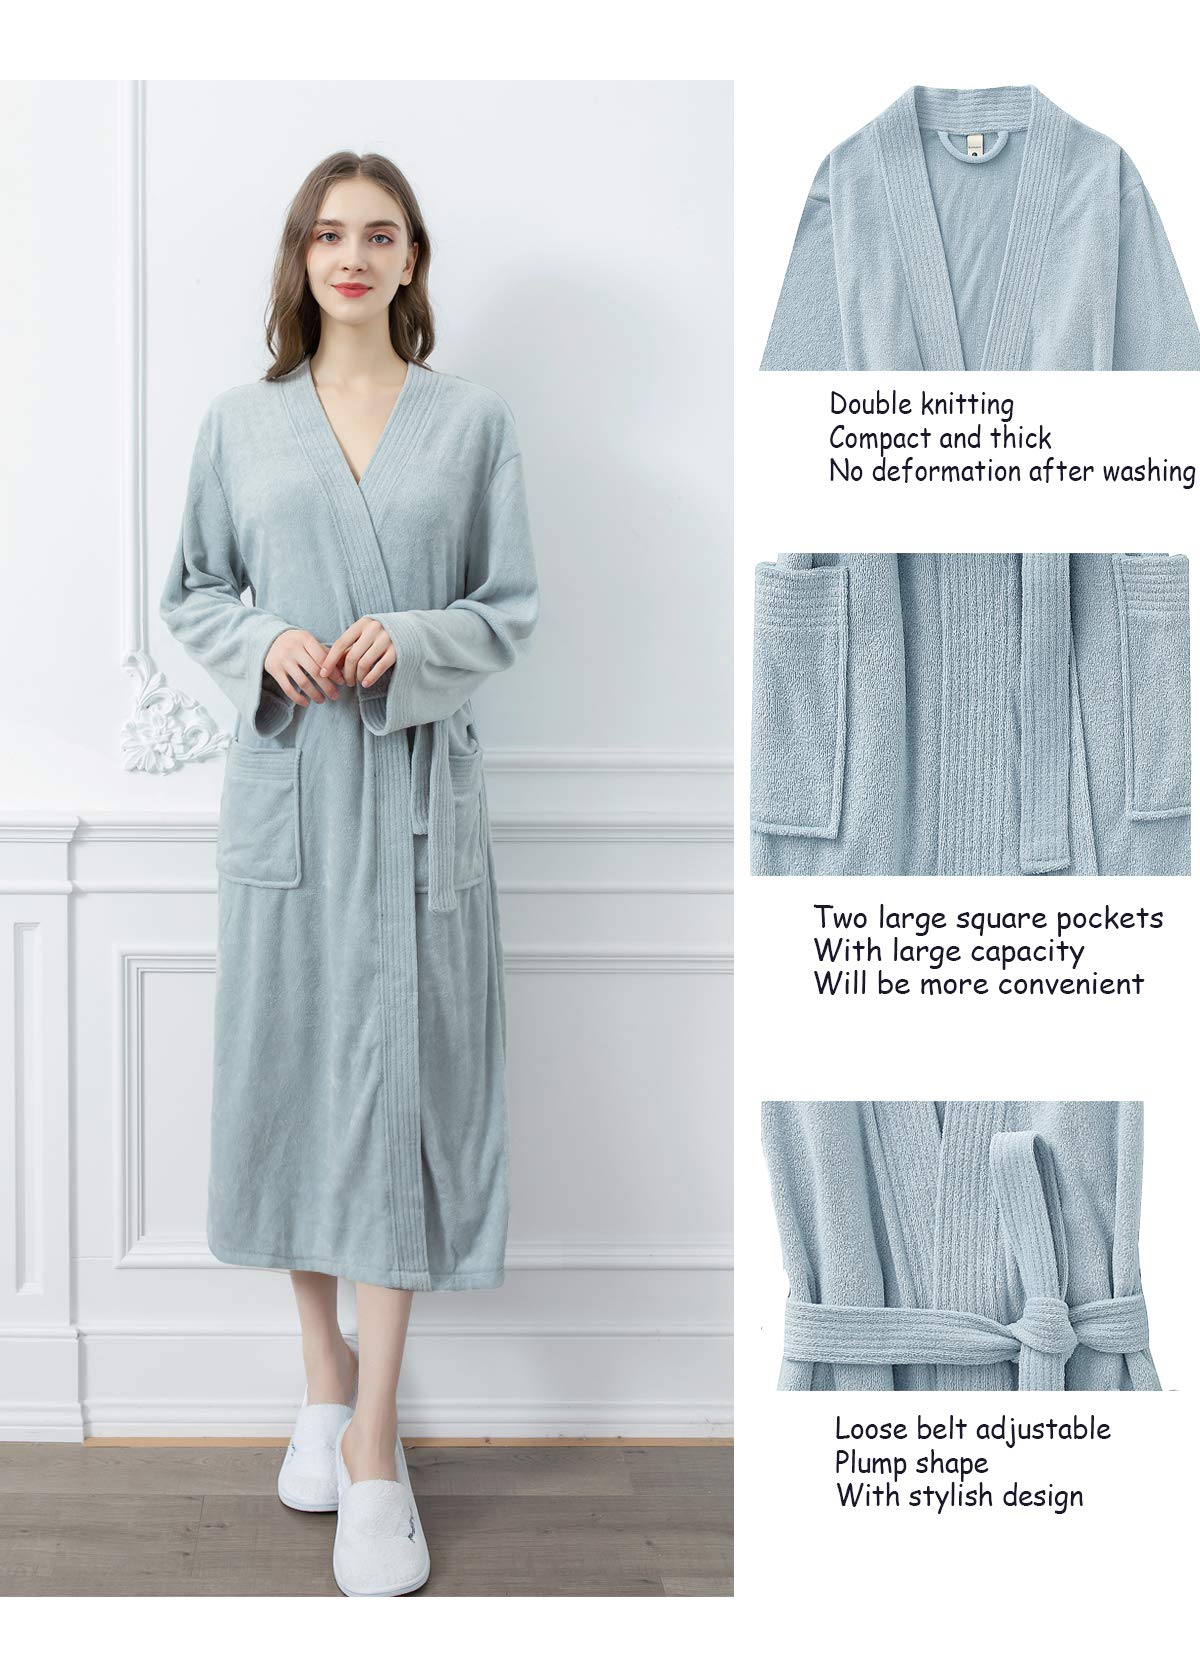 Double knitting
Compact and thick
No deformation after washing
Two large square pockets
With large capacity
Will be more convenient
Loose belt adjustable
Plump shape
With stylish design